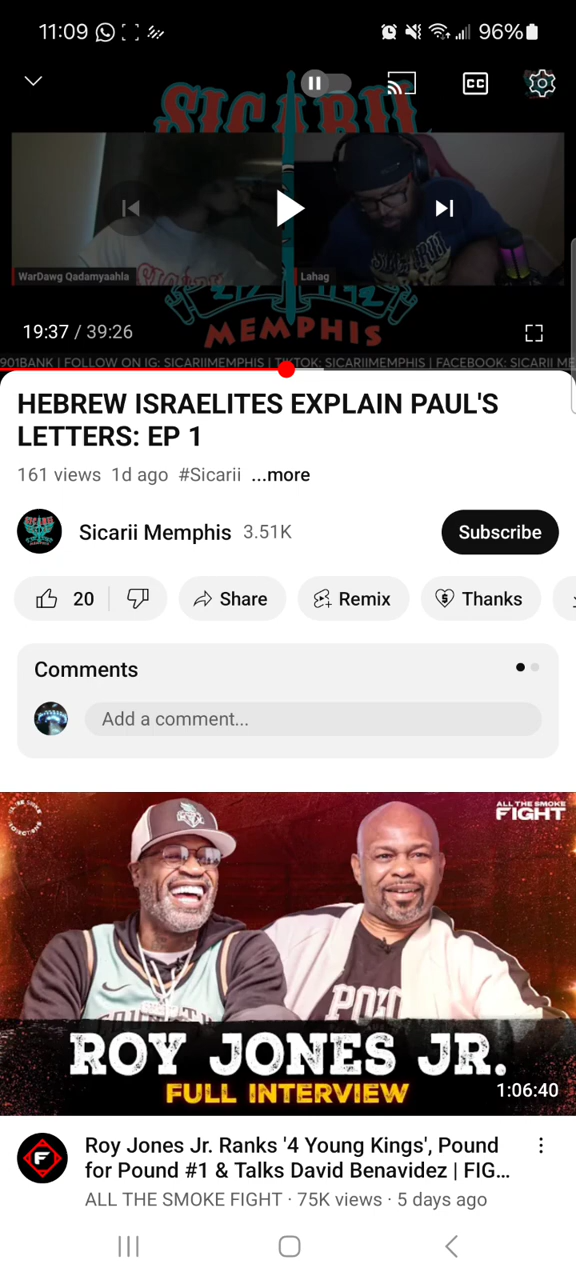 11:09
96%
SICARII
CC
WarDawg Qadamyaahla
Lahag
MEMPHIS
19:37 / 39:26
901BANK | FOLLOW ON IG: SICARIIMEMPHIS | TIKTOK: SICARIIMEMPHIS | FACEBOOK: SICARII ME
HEBREW ISRAELITES EXPLAIN PAUL'S
LETTERS: EP 1
161 views 1d ago #Sicarii ...more
Sicarii Memphis 3.51K
Subscribe
20
Share
Remix
Thanks
Comments
Add a comment...
ALL THE SMOKE
FIGHT
ROY JONES JR.
FULL INTERVIEW
1:06:40
Roy Jones Jr. Ranks '4 Young Kings', Pound
for Pound #1 & Talks David Benavidez | FIG...
ALL THE SMOKE FIGHT · 75K views · 5 days ago